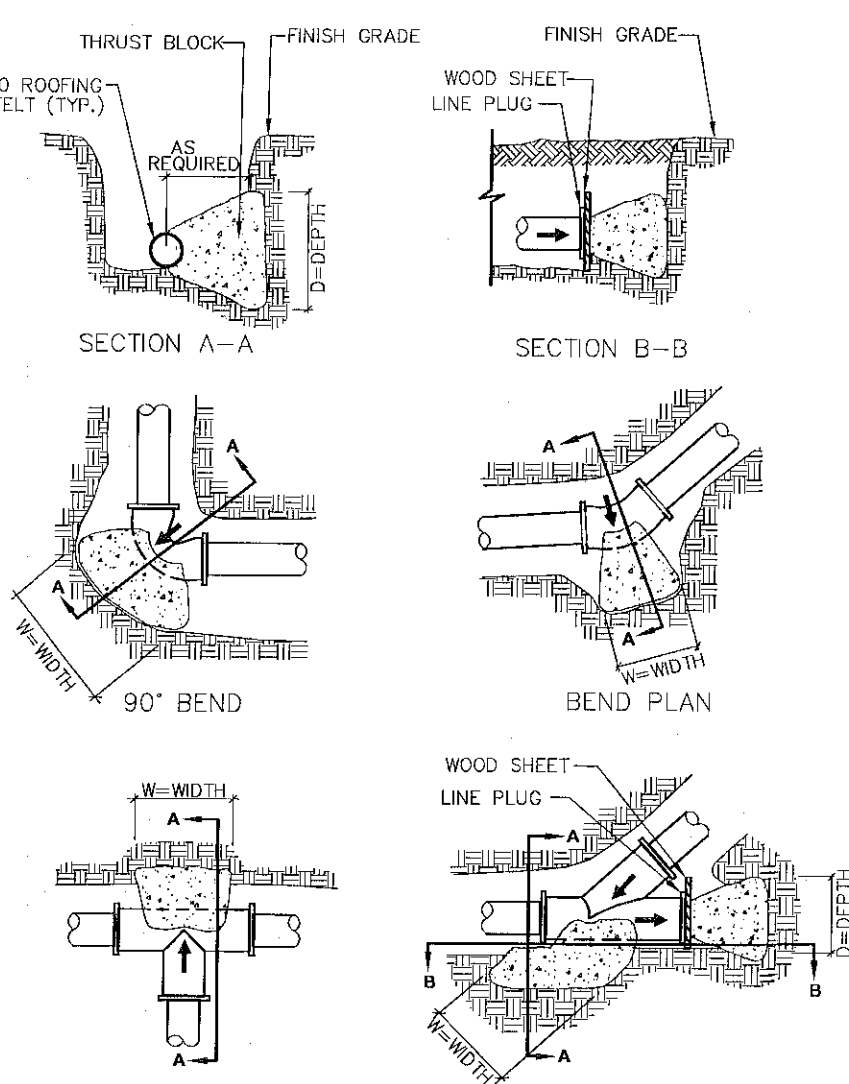 THRUST BLOCK
FINISH GRADE
O ROOFING
FELT (TYP.)
AS
REQUIRED
D=DEPTH
SECTION A-A
FINISH GRADE
WOOD SHEET
LINE PLUG
SECTION B-B
A
A
W=WIDTH
90° BEND
A
A
W=WIDTH
BEND PLAN
W=WIDTH
A
A
WOOD SHEET
LINE PLUG
A
D=DEPTH
B
B
W=WIDTH
A